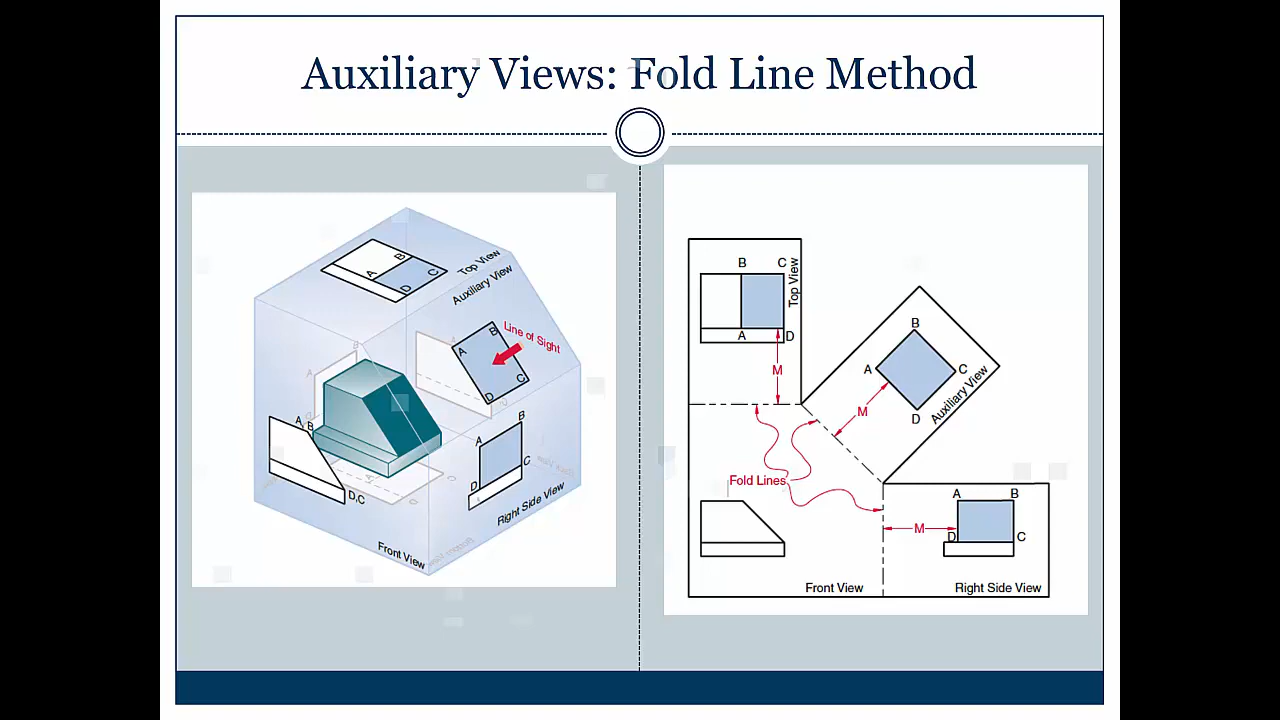 Auxiliary Views: Fold Line Method
B
A
C
D
Top View
Auxiliary View
B
Line of Sight
A
C
D
B
A
A
B
D,C
B
A
C
D
Right Side View
Front View
B
C
Top View
A
D
M
B
A
C
M
D
Auxiliary View
Fold Lines
A
B
M
D
C
Front View
Right Side View